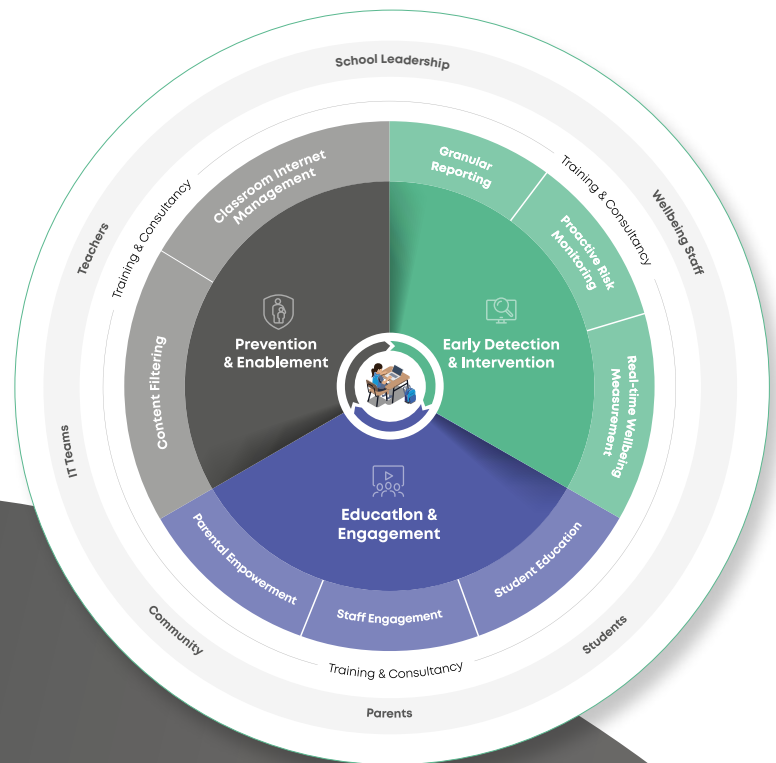 School Leadership
Teachers
Wellbeing Staff
IT Teams
Community
Students
Parents
Training & Consultancy
Training & Consultancy
Training & Consultancy
Classroom Internet
Management
Content Filtering
Granular
Reporting
Proactive Risk
Monitoring
Real-time Wellbeing
Measurement
Prevention
& Enablement
Early Detection
& Intervention
Education &
Engagement
Parental Empowerment
Staff Engagement
Student Education